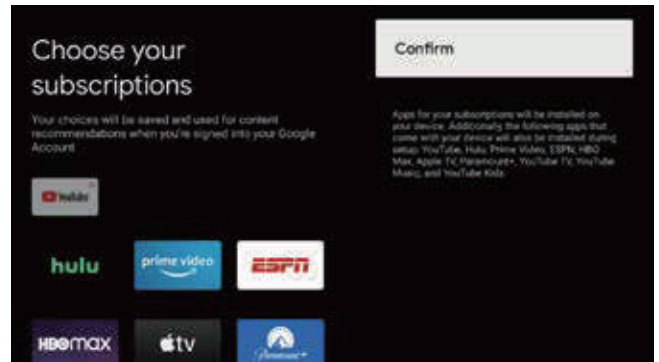 Choose your
subscriptions
Your choices will be saved and used for content
recommendations when you're signed into your Google
Account
YouTube
hulu
prime video
ESPN
HBOmax
tv
Paramount+
Confirm
Apps for your subscriptions will be installed on
your device. Additionally, the following apps that
come with your device will also be installed during
setup: YouTube, Hulu, Prime Video, ESPN, HBO
Max, Apple TV, Paramount+, YouTube TV, YouTube
Music, and YouTube Kids.